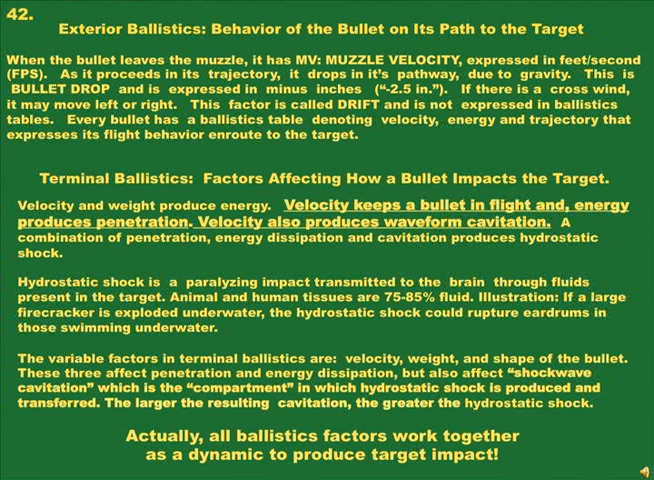 42.
Exterior Ballistics: Behavior of the Bullet on Its Path to the Target
When the bullet leaves the muzzle, it has MV: MUZZLE VELOCITY, expressed in feet/second
(FPS). As it proceeds in its trajectory, it drops in it's pathway, due to gravity. This is
BULLET DROP and is expressed in minus inches ("-2.5 in."). If there is a cross wind,
it may move left or right. This factor is called DRIFT and is not expressed in ballistics
tables. Every bullet has a ballistics table denoting velocity, energy and trajectory that
expresses its flight behavior enroute to the target.
Terminal Ballistics: Factors Affecting How a Bullet Impacts the Target.
Velocity and weight produce energy. Velocity keeps a bullet in flight and, energy
produces penetration. Velocity also produces waveform cavitation. A
combination of penetration, energy dissipation and cavitation produces hydrostatic
shock.
Hydrostatic shock is a paralyzing impact transmitted to the brain through fluids
present in the target. Animal and human tissues are 75-85% fluid. Illustration: If a large
firecracker is exploded underwater, the hydrostatic shock could rupture eardrums in
those swimming underwater.
The variable factors in terminal ballistics are: velocity, weight, and shape of the bullet.
These three affect penetration and energy dissipation, but also affect "shockwave
cavitation" which is the "compartment" in which hydrostatic shock is produced and
transferred. The larger the resulting cavitation, the greater the hydrostatic shock.
Actually, all ballistics factors work together
as a dynamic to produce target impact!